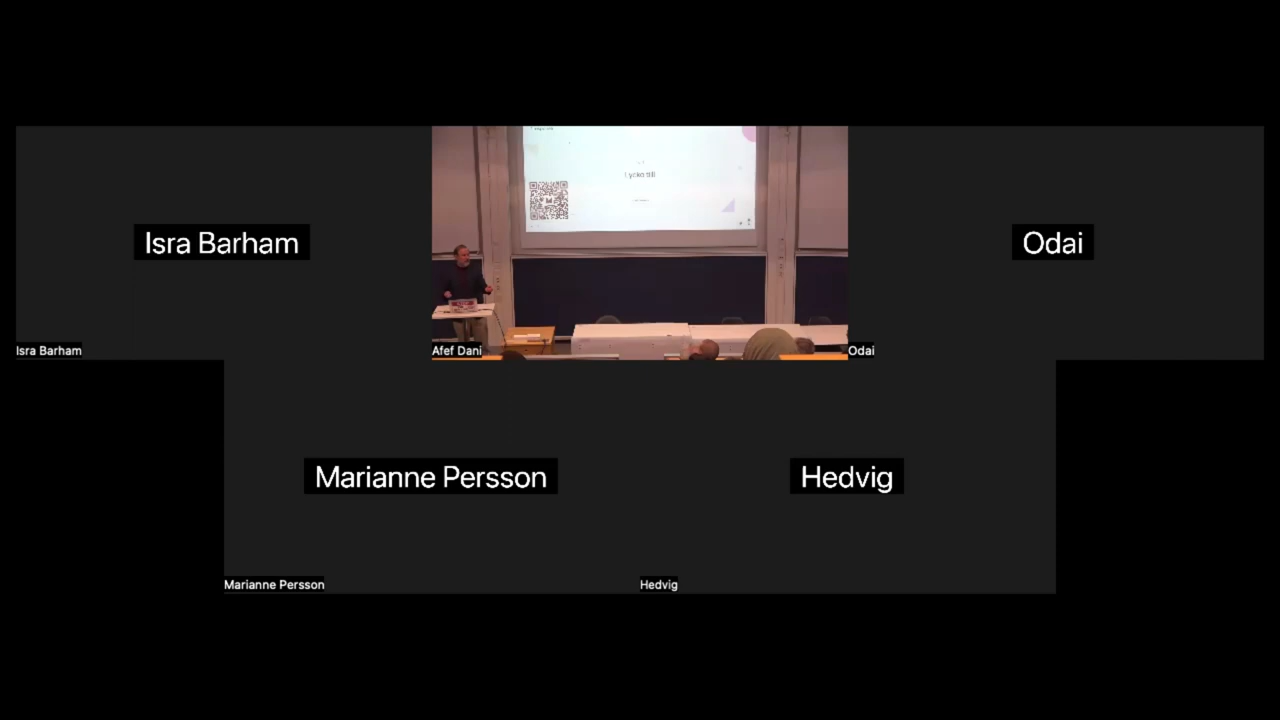 Lycka till
Isra Barham
Odai
Isra Barham
Afef Dani
Odai
Marianne Persson
Hedvig
Marianne Persson
Hedvig